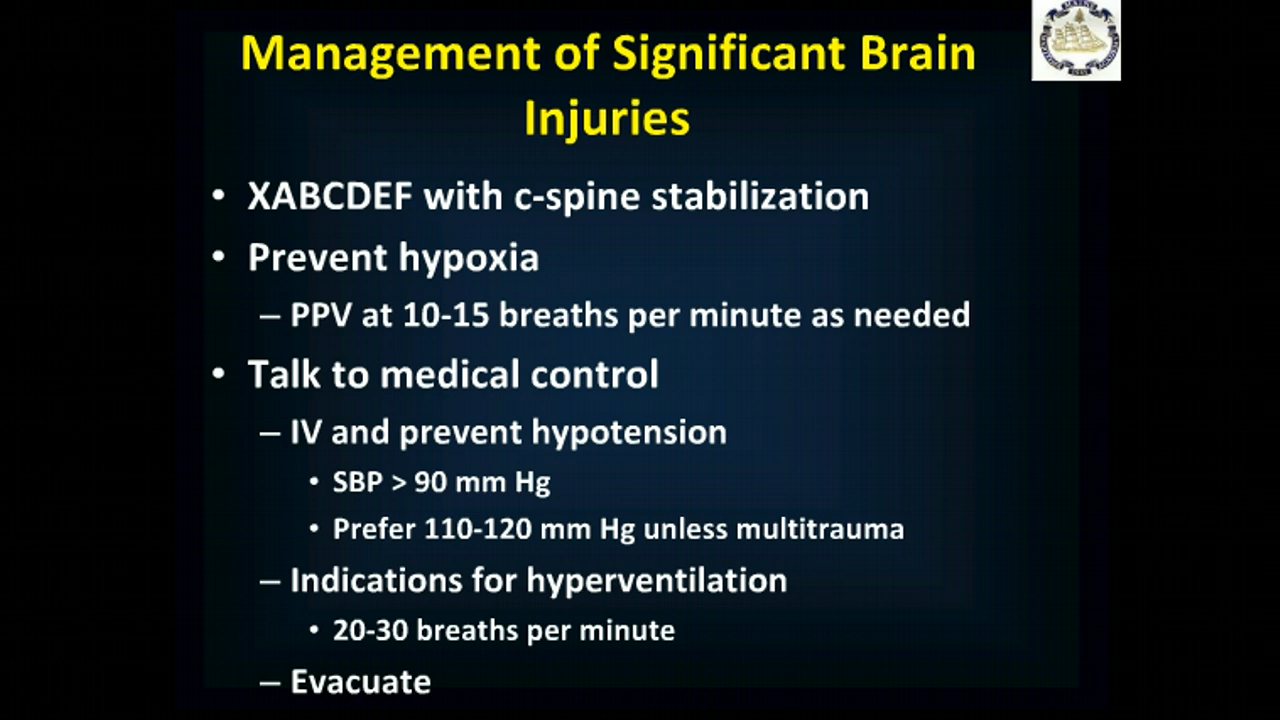 Management of Significant Brain
Injuries
• XABCDEF with c-spine stabilization
• Prevent hypoxia
– PPV at 10-15 breaths per minute as needed
• Talk to medical control
– IV and prevent hypotension
• SBP > 90 mm Hg
• Prefer 110-120 mm Hg unless multitrauma
– Indications for hyperventilation
• 20-30 breaths per minute
– Evacuate